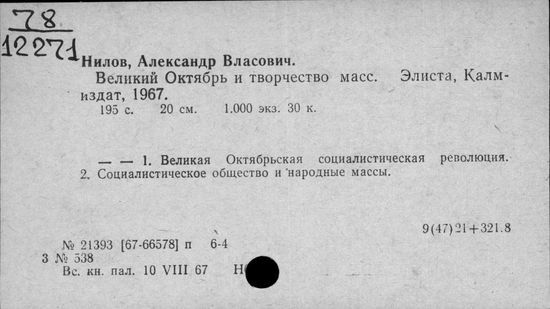 78
12271
Нилов, Александр Власович.
Великий Октябрь и творчество масс. Элиста, Калм-
издат, 1967.
195 с. 20 см. 1.000 экз. 30 к.
— — 1. Великая Октябрьская социалистическая революция.
2. Социалистическое общество и народные массы.
9(47)21+321.8
№ 21393 [67-66578] п 6-4
3 № 538
Вс. кн. пал. 10 VIII 67